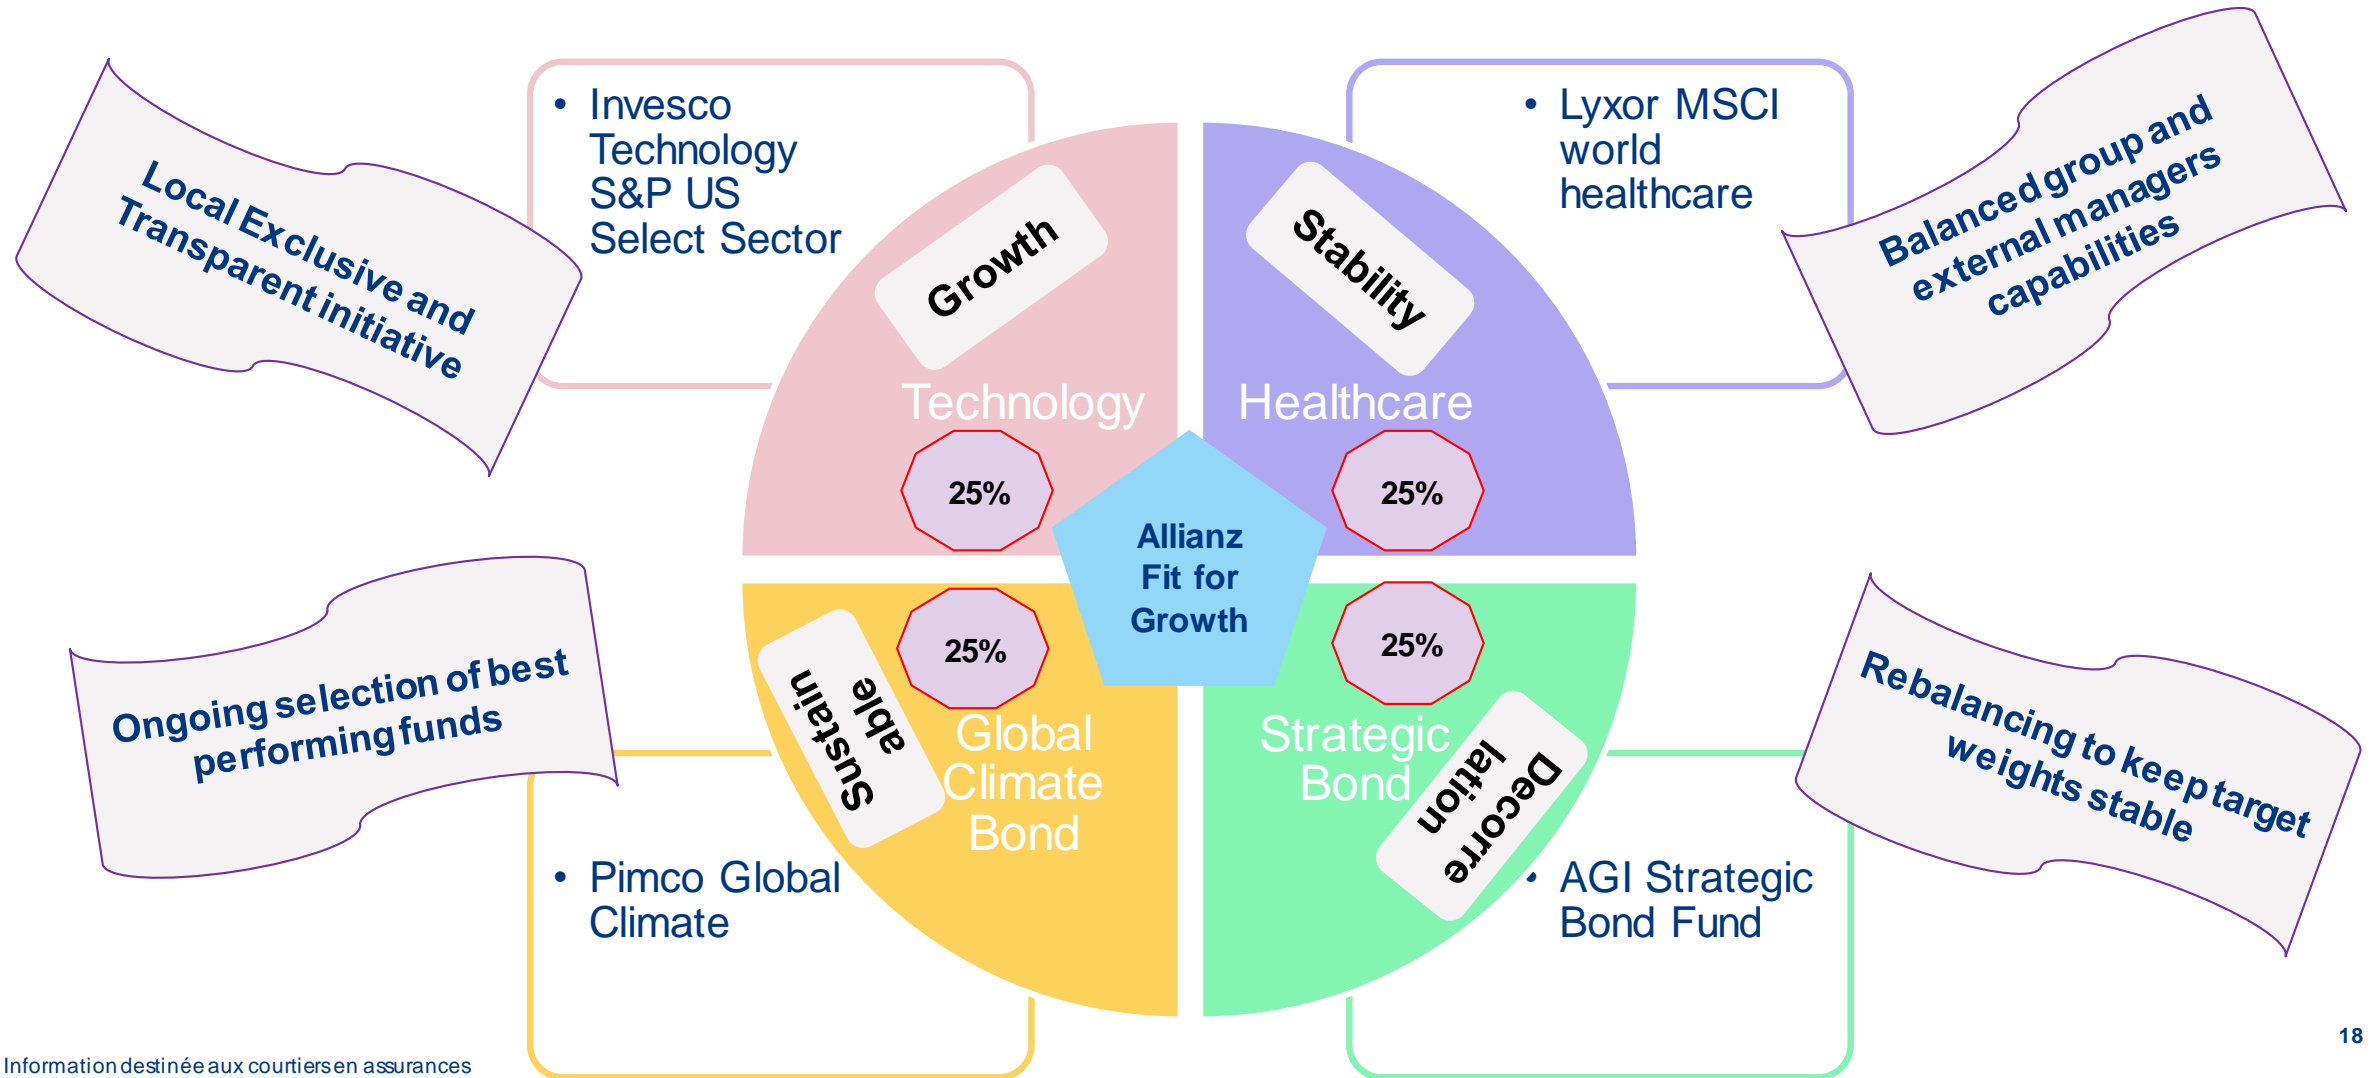 Local Exclusive and
Transparent initiative
• Invesco
Technology
S&P US
Select Sector
Growth
Technology
25%
Stability
Healthcare
25%
• Lyxor MSCI
world
healthcare
Balanced group and
external managers
capabilities
Allianz
Fit for
Growth
Ongoing selection of best
performing funds
25%
Sustain
able
Global
Climate
Bond
• Pimco Global
Climate
25%
Strategic
Bond
Decorre
lation
• AGI Strategic
Bond Fund
Rebalancing to keep target
weights stable
18
Information destinée aux courtiers en assurances